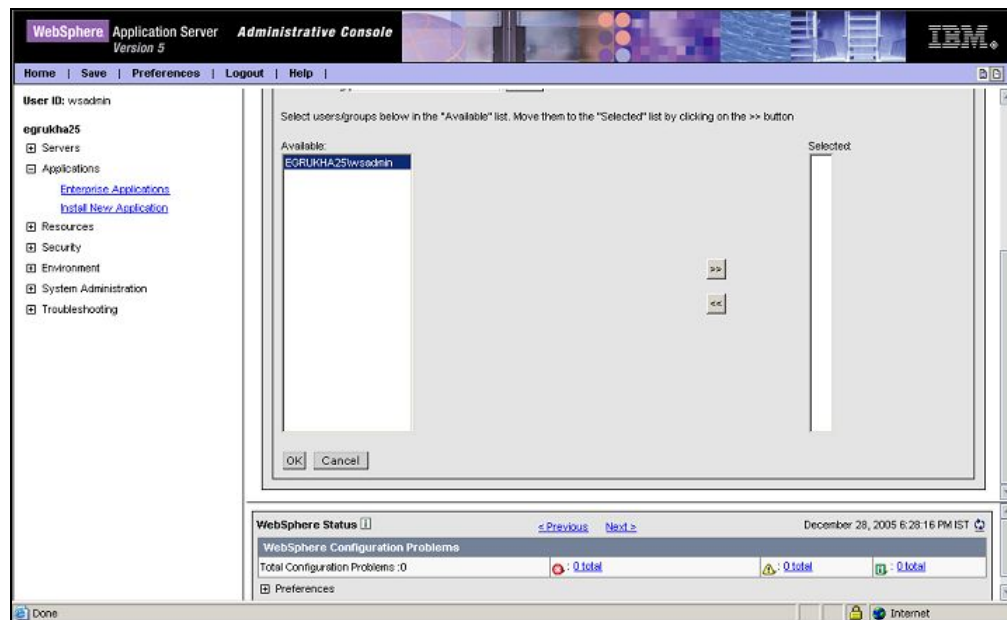 WebSphere Application Server Administrative Console
Version 5
IBM
Home | Save | Preferences | Logout | Help |
User ID: wsadmin
egrukha25
Servers
Applications
Enterprise Applications
Install New Application
Resources
Security
Environment
System Administration
Troubleshooting
Select users/groups below in the "Available" list. Move them to the "Selected" list by clicking on the >> button
Available:
Selected:
EGRUKHA25\wsadmin
>>
<<
OK Cancel
WebSphere Status < Previous Next > December 28, 2005 6:28:16 PM IST
WebSphere Configuration Problems
Total Configuration Problems :0 : 0 total : 0 total : 0 total
Preferences
Done Internet